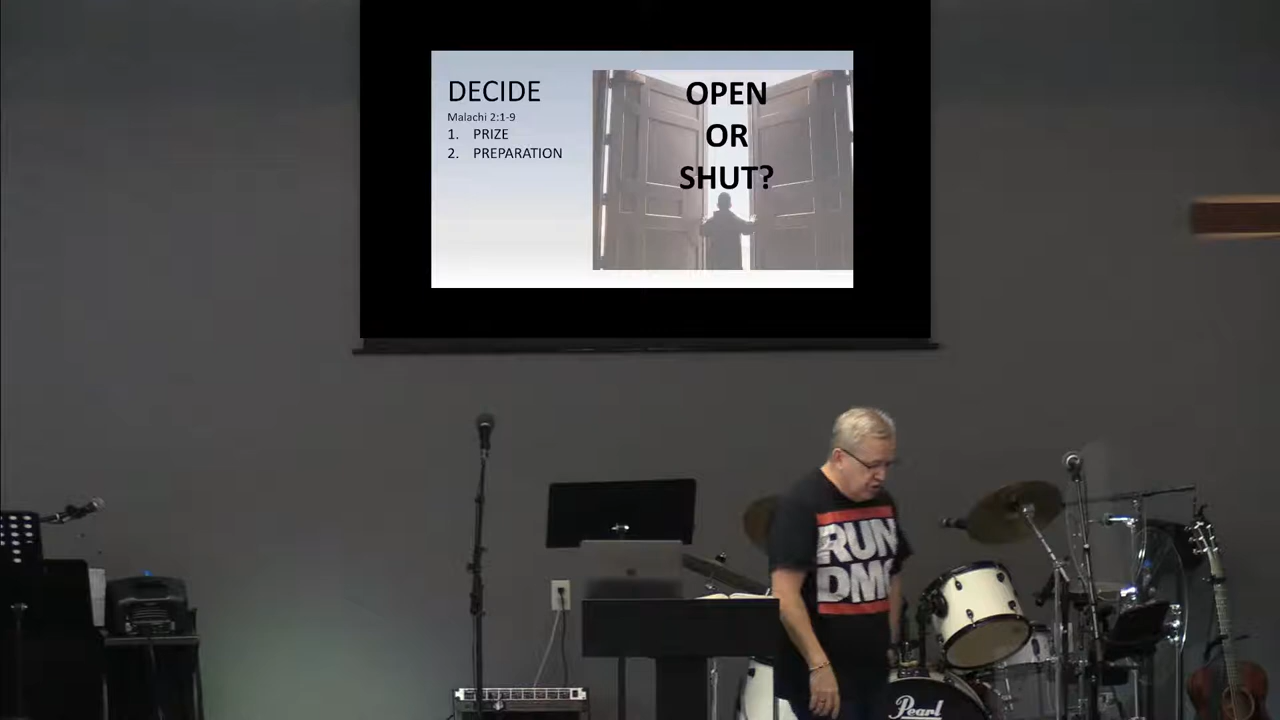 DECIDE
Malachi 2:1-9
1. PRIZE
2. PREPARATION
OPEN
OR
SHUT?
RUN
DMC
Pearl